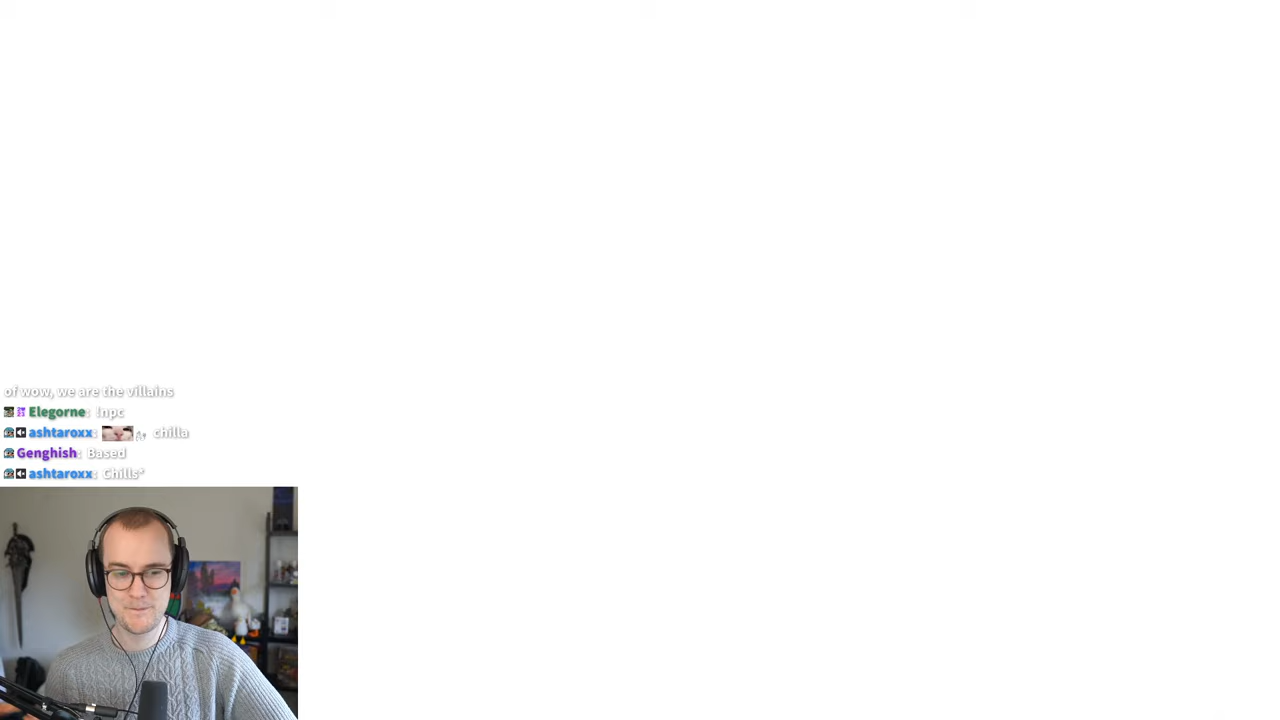 of wow, we are the villains
Elegorne: !npc
ashtaroxx: chilla
Genghish: Based
ashtaroxx: Chills*